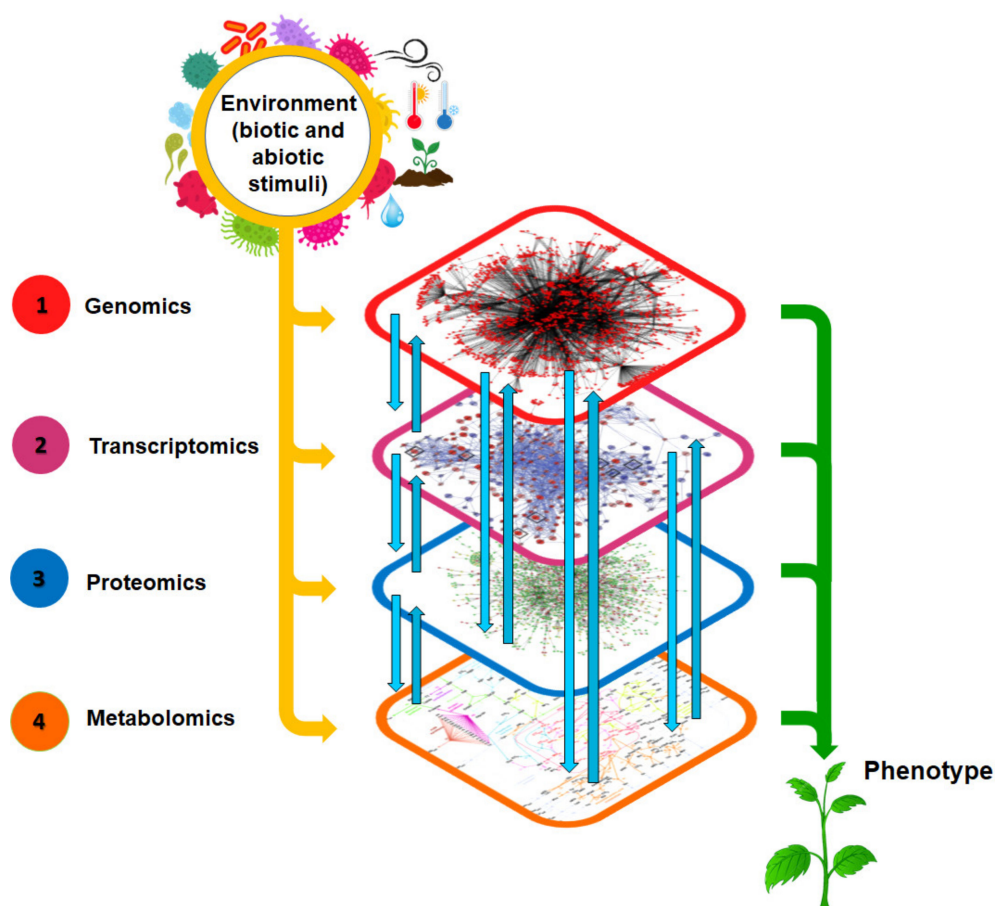 Environment
(biotic and
abiotic
stimuli)
1 Genomics
2 Transcriptomics
3 Proteomics
4 Metabolomics
Phenotype